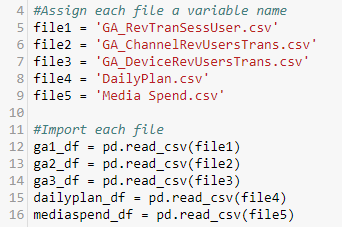 4 #Assign each file a variable name
5 file1 = 'GA_RevTranSessUser.csv'
6 file2 = 'GA_ChannelRevUsersTrans.csv'
7 file3 = 'GA_DeviceRevUsersTrans.csv'
8 file4 = 'DailyPlan.csv'
9 file5 = 'Media Spend.csv'
10
11 #Import each file
12 ga1_df = pd.read_csv(file1)
13 ga2_df = pd.read_csv(file2)
14 ga3_df = pd.read_csv(file3)
15 dailyplan_df = pd.read_csv(file4)
16 mediaspend_df = pd.read_csv(file5)